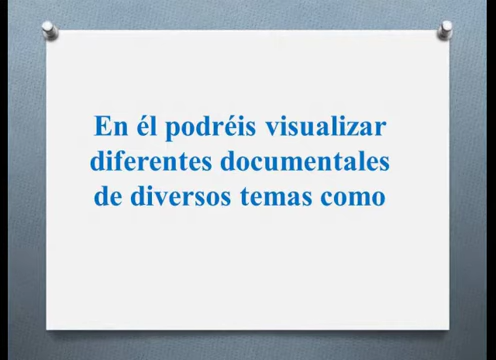 En él podréis visualizar
diferentes documentales
de diversos temas como